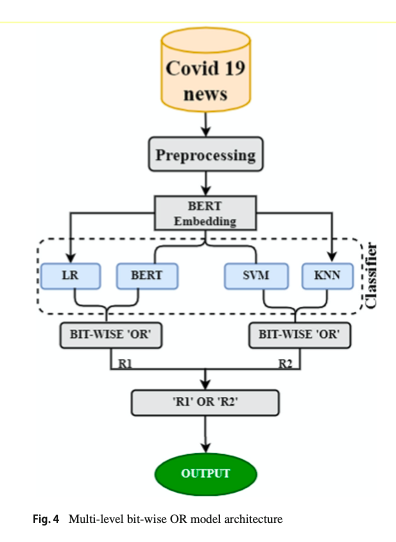 Covid 19
news
Preprocessing
BERT
Embedding
LR
BERT
SVM
KNN
Classifier
BIT-WISE 'OR'
BIT-WISE 'OR'
R1
R2
'R1' OR 'R2'
OUTPUT
Fig. 4 Multi-level bit-wise OR model architecture